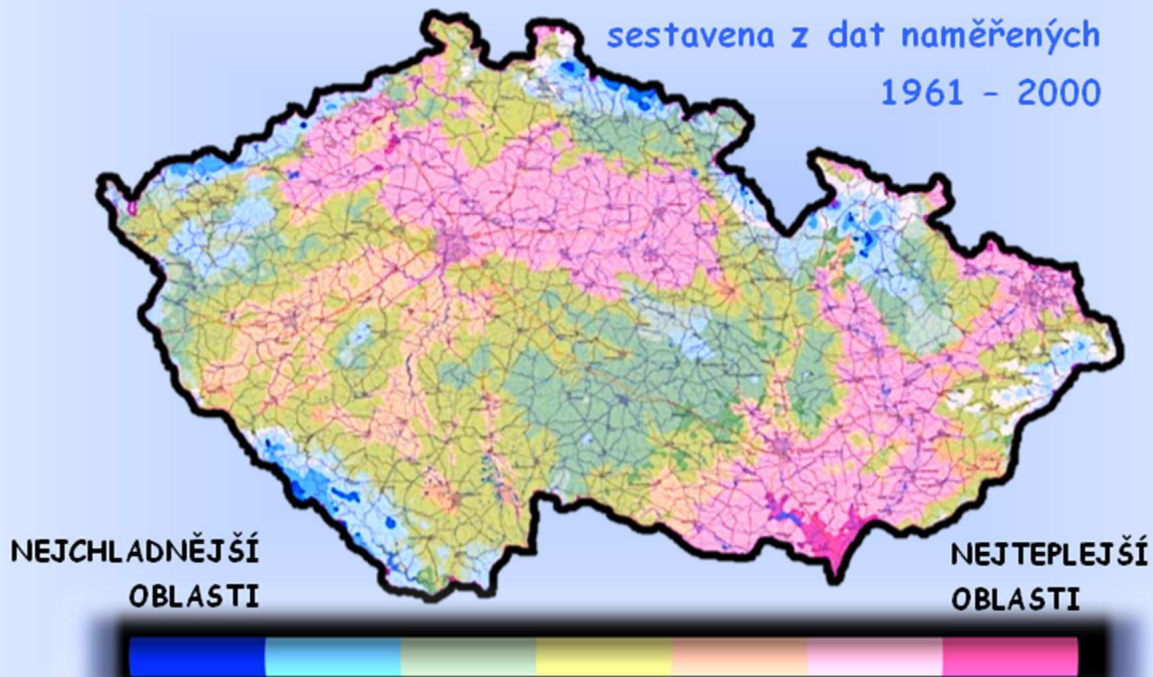 sestavena z dat naměřených
1961 - 2000
NEJCHLADNĚJŠÍ
OBLASTI
NEJTEPLEJŠÍ
OBLASTI